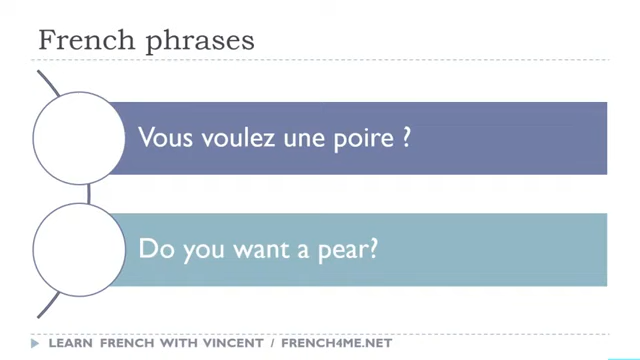 French phrases
Vous voulez une poire ?
Do you want a pear?
LEARN FRENCH WITH VINCENT / FRENCH4ME.NET